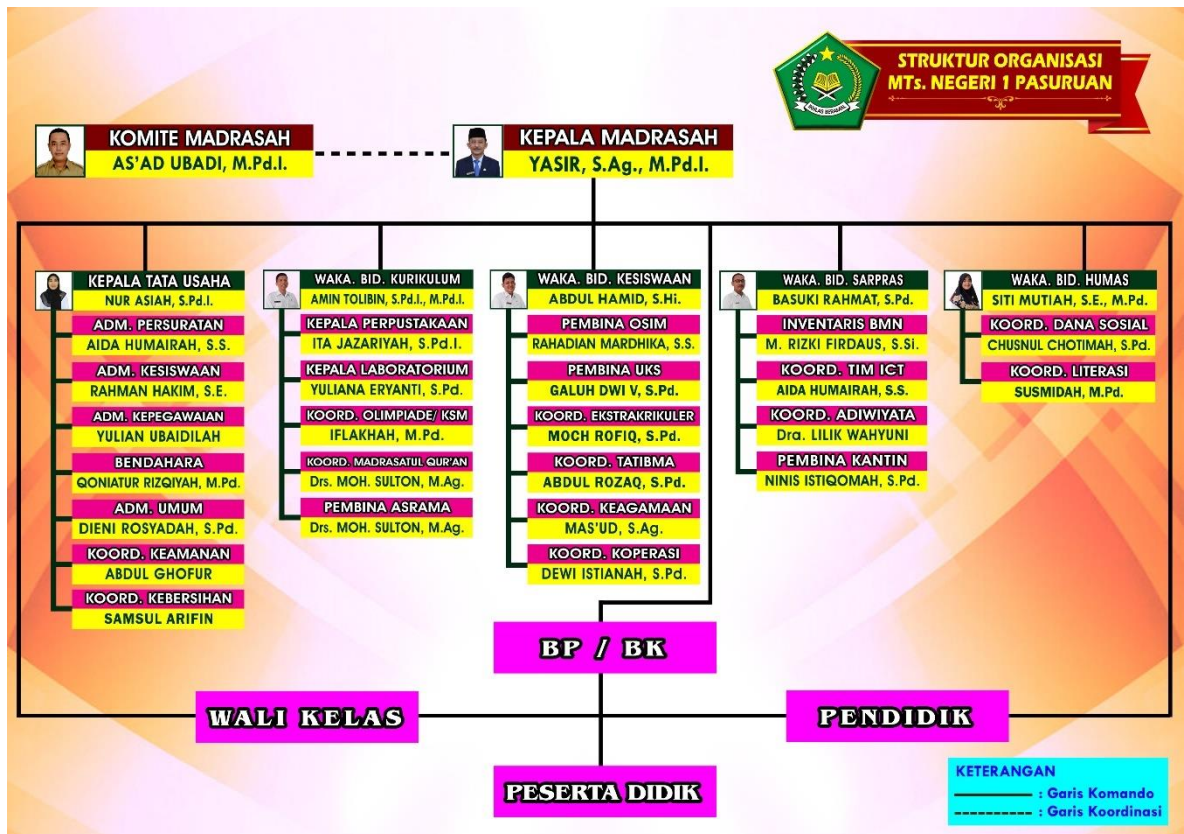 STRUKTUR ORGANISASI
MTs. NEGERI 1 PASURUAN
IKHLAS BERAMAL
KOMITE MADRASAH
AS'AD UBADI, M.Pd.I.
KEPALA MADRASAH
YASIR, S.Ag., M.Pd.I.
KEPALA TATA USAHA
NUR ASIAH, S.Pd.I.
ADM. PERSURATAN
AIDA HUMAIRAH, S.S.
ADM. KESISWAAN
RAHMAN HAKIM, S.E.
ADM. KEPEGAWAIAN
YULIAN UBAIDILAH
BENDAHARA
QONIATUR RIZQIYAH, M.Pd.
ADM. UMUM
DIENI ROSYADAH, S.Pd.
KOORD. KEAMANAN
ABDUL GHOFUR
KOORD. KEBERSIHAN
SAMSUL ARIFIN
WAKA. BID. KURIKULUM
AMIN TOLIBIN, S.Pd.I., M.Pd.I.
KEPALA PERPUSTAKAAN
ITA JAZARIYAH, S.Pd.I.
KEPALA LABORATORIUM
YULIANA ERYANTI, S.Pd.
KOORD. OLIMPIADE/ KSM
IFLAKHAH, M.Pd.
KOORD. MADRASATUL QUR'AN
Drs. MOH. SULTON, M.Ag.
PEMBINA ASRAMA
Drs. MOH. SULTON, M.Ag.
WAKA. BID. KESISWAAN
ABDUL HAMID, S.Hi.
PEMBINA OSIM
RAHADIAN MARDHIKA, S.S.
PEMBINA UKS
GALUH DWI V, S.Pd.
KOORD. EKSTRAKRIKULER
MOCH ROFIQ, S.Pd.
KOORD. TATIBMA
ABDUL ROZAQ, S.Pd.
KOORD. KEAGAMAAN
MAS'UD, S.Ag.
KOORD. KOPERASI
DEWI ISTIANAH, S.Pd.
WAKA. BID. SARPRAS
BASUKI RAHMAT, S.Pd.
INVENTARIS BMN
M. RIZKI FIRDAUS, S.Si.
KOORD. TIM ICT
AIDA HUMAIRAH, S.S.
KOORD. ADIWIYATA
Dra. LILIK WAHYUNI
PEMBINA KANTIN
NINIS ISTIQOMAH, S.Pd.
WAKA. BID. HUMAS
SITI MUTIAH, S.E., M.Pd.
KOORD. DANA SOSIAL
CHUSNUL CHOTIMAH, S.Pd.
KOORD. LITERASI
SUSMIDAH, M.Pd.
BP / BK
WALI KELAS
PENDIDIK
PESERTA DIDIK
KETERANGAN
: Garis Komando
: Garis Koordinasi